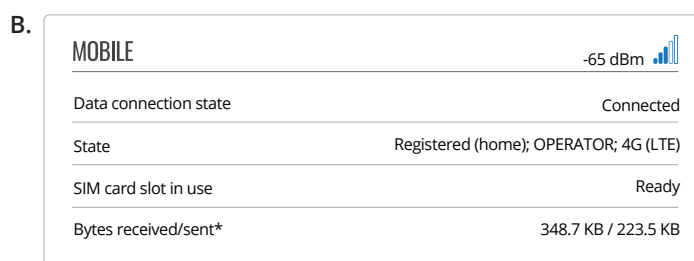 B.
MOBILE -65 dBm
Data connection state Connected
State Registered (home); OPERATOR; 4G (LTE)
SIM card slot in use Ready
Bytes received/sent* 348.7 KB / 223.5 KB